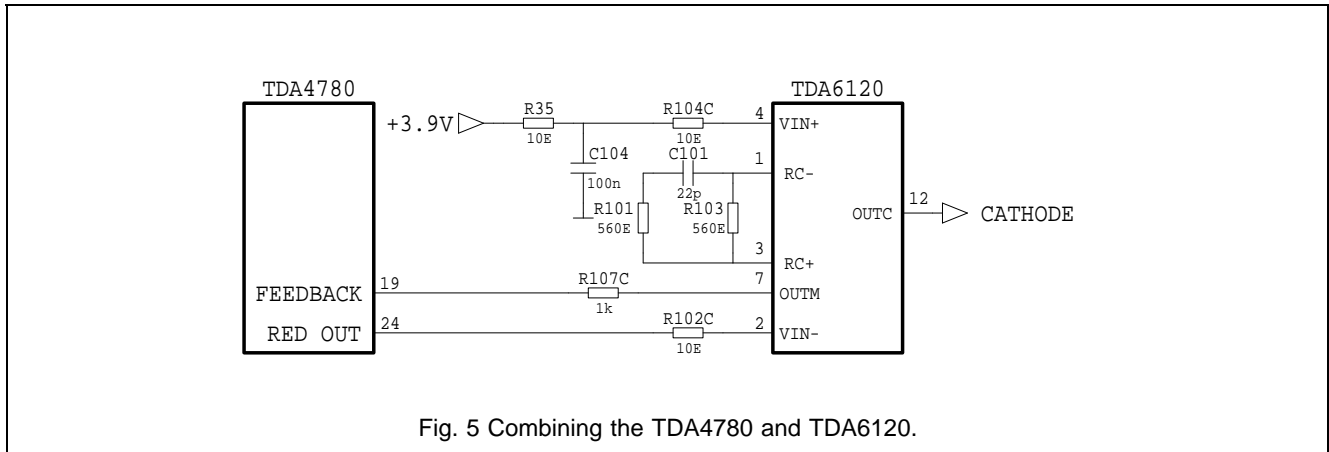 TDA4780
TDA6120
+3.9V
R35
10E
R104C
10E
4
VIN+
C104
100n
C101
22p
1
RC-
R101
560E
R103
560E
OUTC
12
CATHODE
3
RC+
FEEDBACK
19
R107C
1k
7
OUTM
RED OUT
24
R102C
10E
2
VIN-
Fig. 5 Combining the TDA4780 and TDA6120.